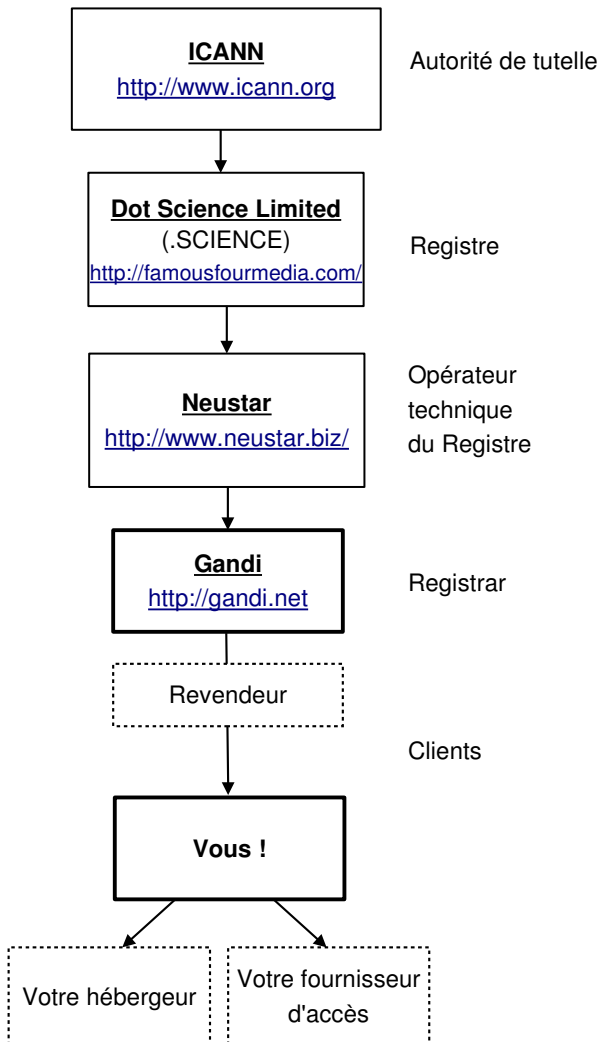 ICANN
http://www.icann.org
Autorité de tutelle
Dot Science Limited
(.SCIENCE)
http://famousfourmedia.com/
Registre
Neustar
http://www.neustar.biz/
Opérateur
technique
du Registre
Gandi
http://gandi.net
Registrar
Revendeur
Clients
Vous !
Votre hébergeur
Votre fournisseur
d'accès